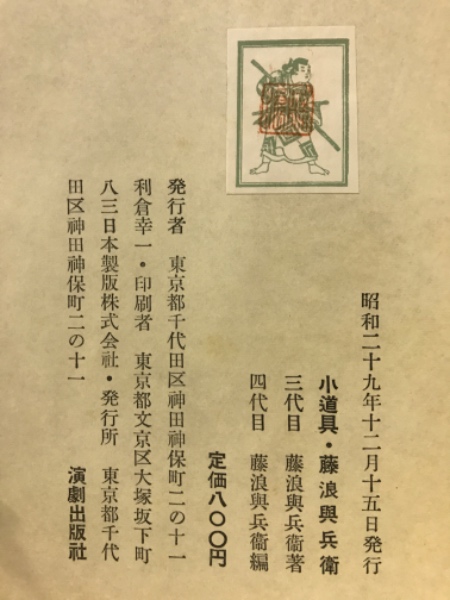 昭和二十九年十二月十五日発行
小道具・藤浪與兵衞
三代目　藤浪與兵衞著
四代目　藤浪與兵衞編
定価八〇〇円
発行者　東京都千代田区神田神保町二の十一
利倉幸一・印刷者　東京都文京区大塚坂下町
八三日本製版株式会社・発行所　東京都千代
田区神田神保町二の十一　　演劇出版社